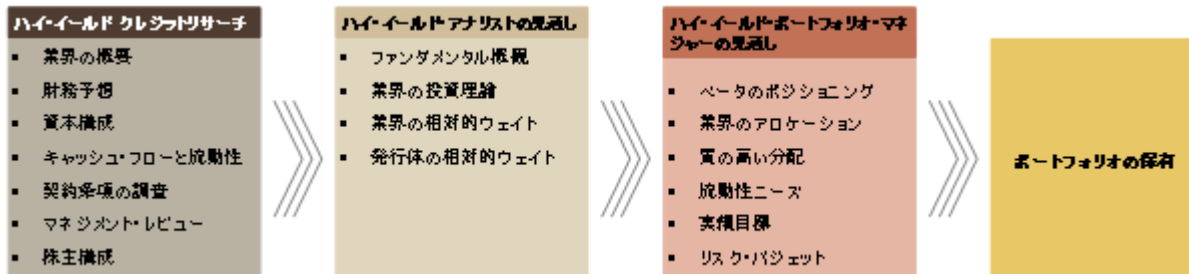 ハイ・イールド クレジットリサーチ
業界の概要
財務予想
資本構成
キャッシュ・フローと流動性
契約条項の調査
マネジメント・レビュー
株主構成
ハイ・イールド・アナリストの見通し
ファンダメンタル概観
業界の投資理論
業界の相対的ウェイト
発行体の相対的ウェイト
ハイ・イールド・ポートフォリオ・マネ
ジャーの見通し
ベータのポジショニング
業界のアロケーション
質の高い分配
流動性ニーズ
実績目標
リスク・バジェット
ポートフォリオの保有